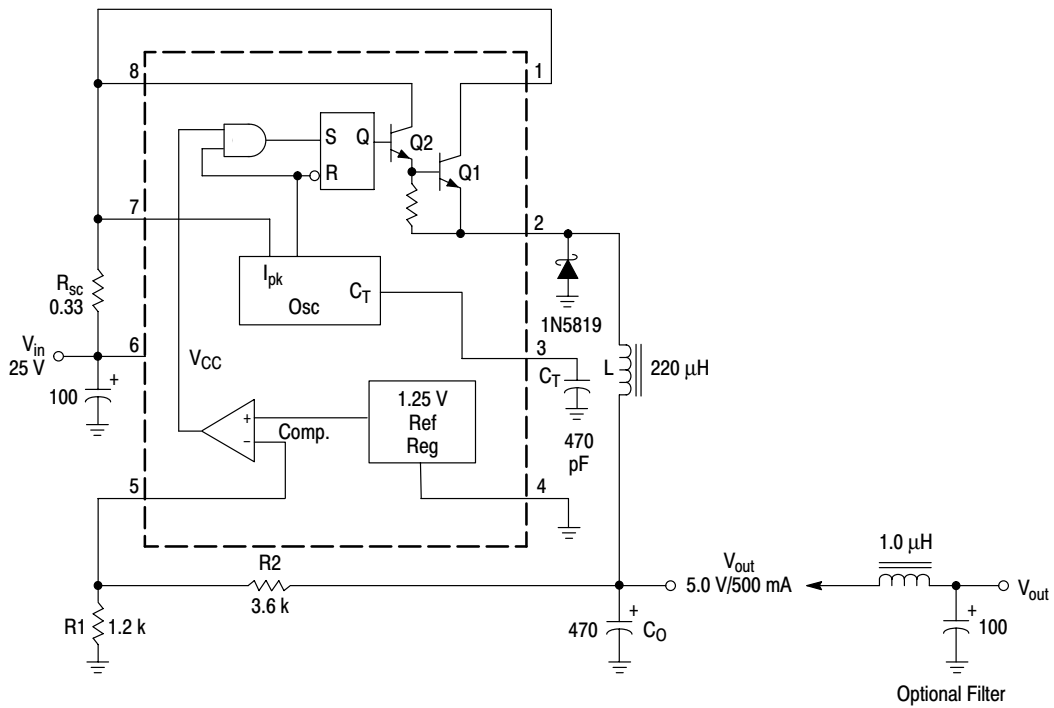 8
1
S Q
Q2
R
Q1
7
2
Ipk
CT
Osc
Rsc
0.33
1N5819
Vin
25 V
6
VCC
3
CT
L
220 μH
100
+
+
−
Comp.
1.25 V
Ref
Reg
470
pF
5
4
R2
3.6 k
Vout
5.0 V/500 mA
1.0 μH
Vout
R1
1.2 k
470
+
CO
+
100
Optional Filter